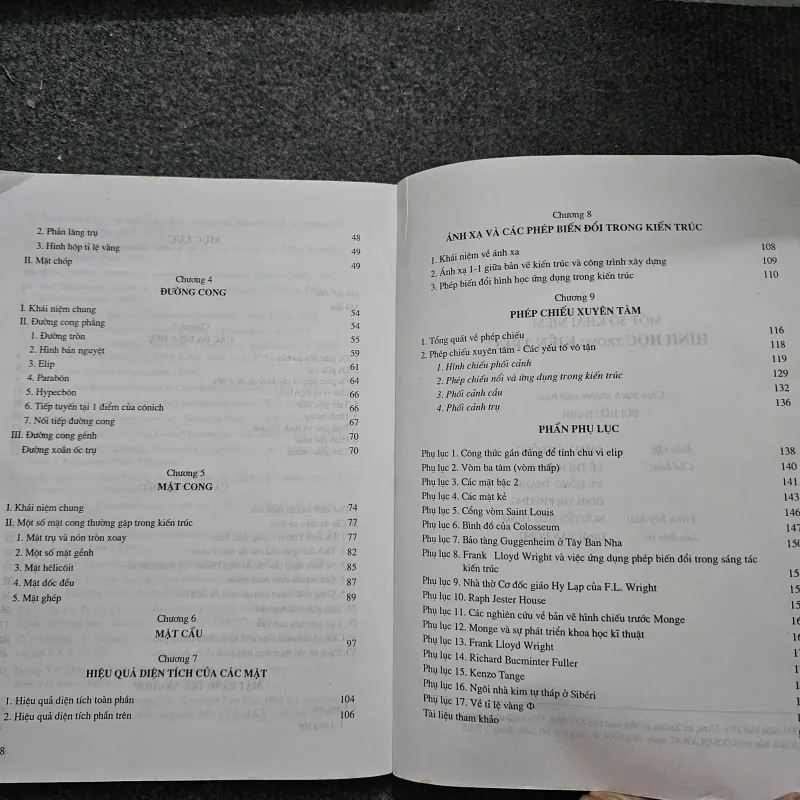 2. Phản lăng trụ 48
3. Hình hộp tỉ lệ vàng 49
II. Mặt chóp 49
Chương 4
ĐƯỜNG CONG
I. Khái niệm chung 54
II. Đường cong phẳng 54
1. Đường tròn 55
2. Hình bán nguyệt 59
3. Elip 61
4. Parabôn 64
5. Hypecbôn 66
6. Tiếp tuyến tại 1 điểm của cônich 66
7. Nối tiếp đường cong 67
III. Đường cong gềnh 70
Đường xoắn ốc trụ 70
Chương 5
MẶT CONG
I. Khái niệm chung 74
II. Một số mặt cong thường gặp trong kiến trúc 77
1. Mặt trụ và nón tròn xoay 77
2. Một số mặt gềnh 82
3. Mặt hêlicôit 85
4. Mặt dốc đều 87
5. Mặt ghép 89
Chương 6
MẶT CẦU 97
Chương 7
HIỆU QUẢ DIỆN TÍCH CỦA CÁC MẶT
1. Hiệu quả diện tích toàn phần 104
2. Hiệu quả diện tích phần trên 106
8
Chương 8
ÁNH XẠ VÀ CÁC PHÉP BIẾN ĐỔI TRONG KIẾN TRÚC
1. Khái niệm về ánh xạ 108
2. Ánh xạ 1-1 giữa bản vẽ kiến trúc và công trình xây dựng 109
3. Phép biến đổi hình học ứng dụng trong kiến trúc 110
Chương 9
PHÉP CHIẾU XUYÊN TÂM
1. Tổng quát về phép chiếu 116
2. Phép chiếu xuyên tâm - Các yếu tố vô tận 118
1. Hình chiếu phối cảnh 119
2. Phép chiếu nổi và ứng dụng trong kiến trúc 129
3. Phối cảnh cầu 132
4. Phối cảnh trụ 136
PHẦN PHỤ LỤC
Phụ lục 1. Công thức gần đúng để tính chu vi elip 138
Phụ lục 2. Vòm ba tâm (vòm thấp) 140
Phụ lục 3. Các mặt bậc 2 141
Phụ lục 4. Các mặt kẻ 143
Phụ lục 5. Cổng vòm Saint Louis 146
Phụ lục 6. Bình đồ của Colosseum 147
Phụ lục 7. Bảo tàng Guggenheim ở Tây Ban Nha 150
Phụ lục 8. Frank Lloyd Wright và việc ứng dụng phép biến đổi trong sáng tác
kiến trúc 15
Phụ lục 9. Nhà thờ Cơ đốc giáo Hy Lạp của F.L. Wright 15
Phụ lục 10. Raph Jester House 15
Phụ lục 11. Các nghiên cứu về bản vẽ hình chiếu trước Monge 16
Phụ lục 12. Monge và sự phát triển khoa học kĩ thuật 16
Phụ lục 13. Frank Lloyd Wright
Phụ lục 14. Richard Bucminter Fuller
Phụ lục 15. Kenzo Tange
Phụ lục 16. Ngôi nhà kim tự tháp ở Sibêri
Phụ lục 17. Về tỉ lệ vàng Φ
Tài liệu tham khảo